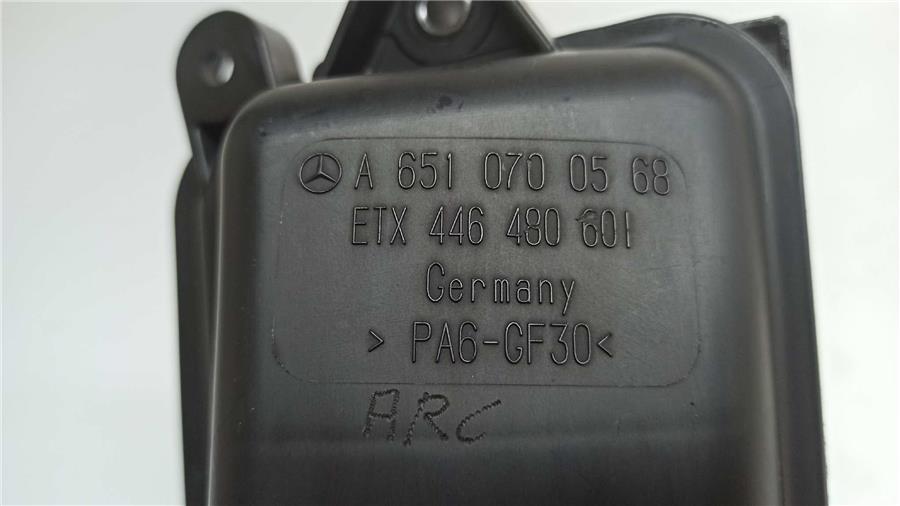 A 651 070 05 68
ETX 446 480 601
Germany
> PA6-GF30<
ARC